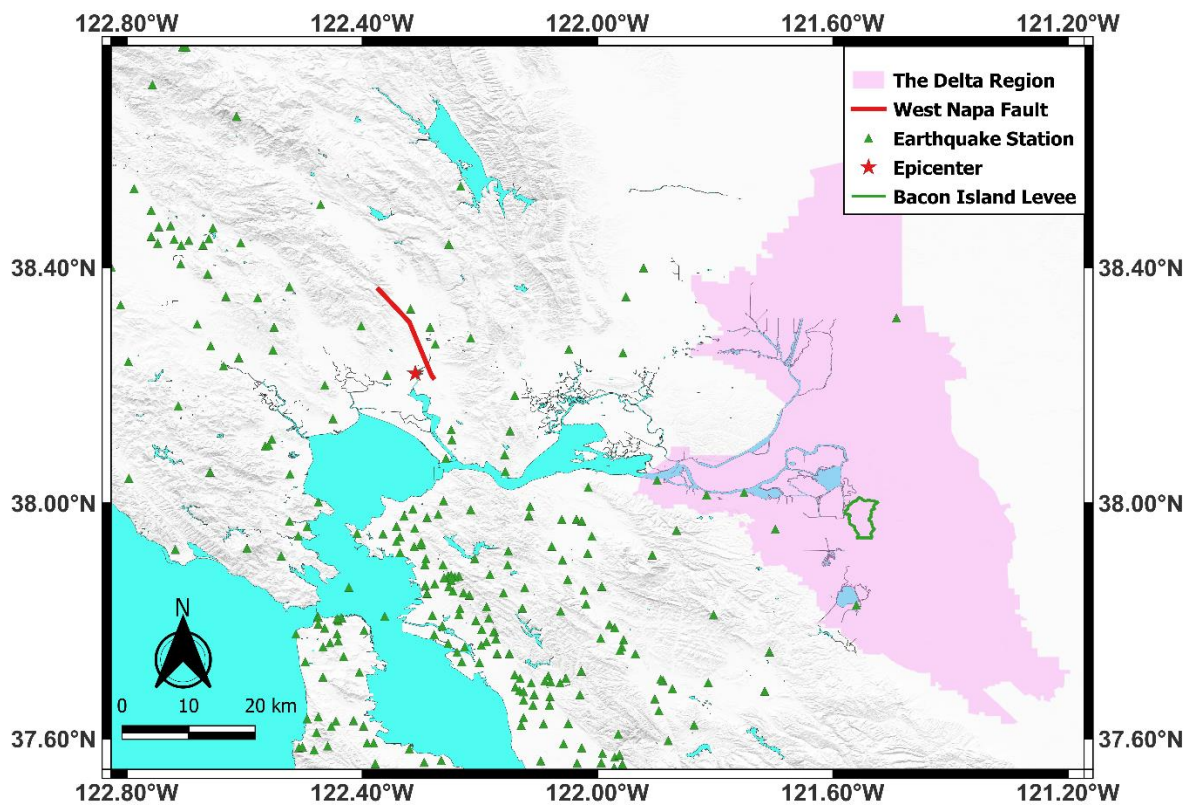 122.80°W 122.40°W 122.00°W 121.60°W 121.20°W
The Delta Region
West Napa Fault
Earthquake Station
Epicenter
Bacon Island Levee
38.40°N 38.40°N
38.00°N 38.00°N
N
0 10 20 km
37.60°N 37.60°N
122.80°W 122.40°W 122.00°W 121.60°W 121.20°W